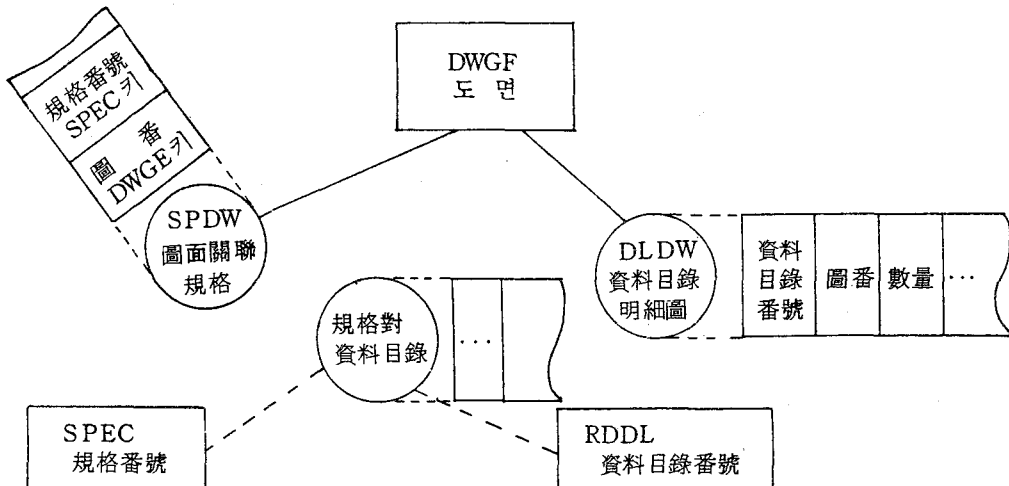 規格番號
SPEC키
圖 番
DWGE키
SPDW
圖面關聯
規格
DWGF
도 면
DLDW
資料目錄
明細圖
資料
目錄
番號
圖番
數量
···
規格對
資料目錄
···
SPEC
規格番號
RDDL
資料目錄番號